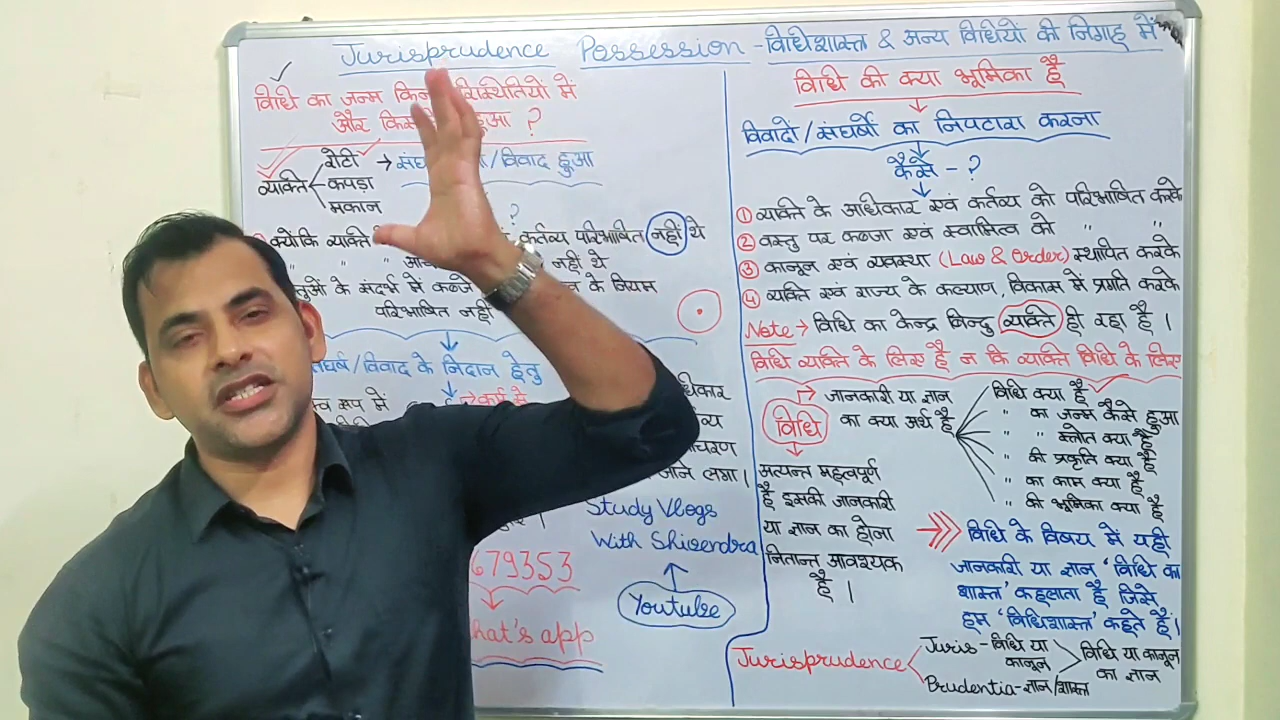 Jurisprudence Possession - विधिशास्त्र & अन्य विधियों की निगाह में
विधि का जन्म किन परिस्थितियों में
और हुआ ?
व्यक्ति
रोटी
कपड़ा
मकान
→ /विवाद हुआ
?
क्योंकि व्यक्ति कर्तव्य परिभाषित नहीं थे
" " नहीं थे
के संदर्भ में के नियम
परिभाषित नहीं
संघर्ष/विवाद के निदान हेतु
रूप में
जाने लगा।
679353
What's app
Study Vlogs
With Shivendra
Youtube
विधि की क्या भूमिका है
विवादों/संघर्षो का निपटारा करना
कैसे - ?
① व्यक्ति के अधिकार एवं कर्तव्य को परिभाषित करके
② वस्तु पर कब्जा एवं स्वामित्व को " "
③ कानून एवं व्यवस्था (Law & Order) स्थापित करके
④ व्यक्ति एवं राज्य के कल्याण, विकास में प्रगति करके
Note → विधि का केन्द्र बिन्दु व्यक्ति ही रहा है ।
विधि व्यक्ति के लिए है न कि व्यक्ति विधि के लिए
विधि
→ जानकारी या ज्ञान
का क्या अर्थ है
विधि क्या है
" का जन्म कैसे हुआ
" " स्त्रोत क्या है
" की प्रकृति क्या है
" का काम क्या है
" की भूमिका क्या है
अत्यन्त महत्वपूर्ण
है इसकी जानकारी
या ज्ञान का होना
नितान्त आवश्यक
है ।
विधि के विषय में यही
जानकारी या ज्ञान 'विधि का
शास्त्र' कहलाता है जिसे
हम 'विधिशास्त्र' कहते हैं।
Jurisprudence
Juris - विधि या
कानून
Prudentia - ज्ञान/शास्त्र
विधि या कानून
का ज्ञान